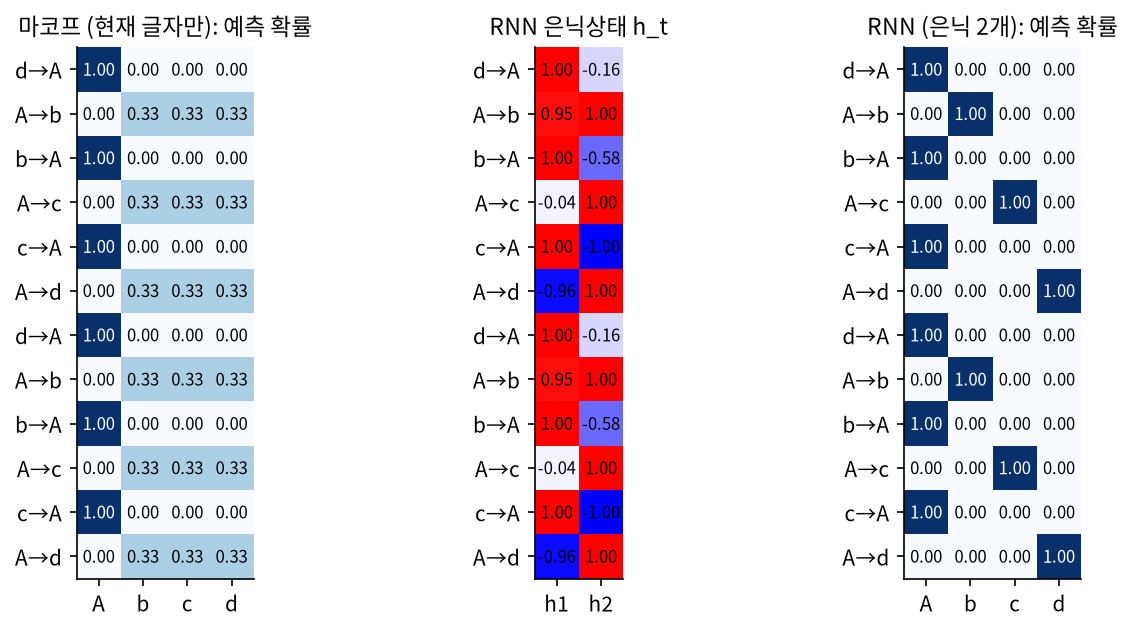 마코프 (현재 글자만): 예측 확률
d→A 1.00 0.00 0.00 0.00
A→b 0.00 0.33 0.33 0.33
b→A 1.00 0.00 0.00 0.00
A→c 0.00 0.33 0.33 0.33
c→A 1.00 0.00 0.00 0.00
A→d 0.00 0.33 0.33 0.33
d→A 1.00 0.00 0.00 0.00
A→b 0.00 0.33 0.33 0.33
b→A 1.00 0.00 0.00 0.00
A→c 0.00 0.33 0.33 0.33
c→A 1.00 0.00 0.00 0.00
A→d 0.00 0.33 0.33 0.33
A b c d
RNN 은닉상태 h_t
d→A 1.00 -0.16
A→b 0.95 1.00
b→A 1.00 -0.58
A→c -0.04 1.00
c→A 1.00 -1.00
A→d -0.96 1.00
d→A 1.00 -0.16
A→b 0.95 1.00
b→A 1.00 -0.58
A→c -0.04 1.00
c→A 1.00 -1.00
A→d -0.96 1.00
h1 h2
RNN (은닉 2개): 예측 확률
d→A 1.00 0.00 0.00 0.00
A→b 0.00 1.00 0.00 0.00
b→A 1.00 0.00 0.00 0.00
A→c 0.00 0.00 1.00 0.00
c→A 1.00 0.00 0.00 0.00
A→d 0.00 0.00 0.00 1.00
d→A 1.00 0.00 0.00 0.00
A→b 0.00 1.00 0.00 0.00
b→A 1.00 0.00 0.00 0.00
A→c 0.00 0.00 1.00 0.00
c→A 1.00 0.00 0.00 0.00
A→d 0.00 0.00 0.00 1.00
A b c d